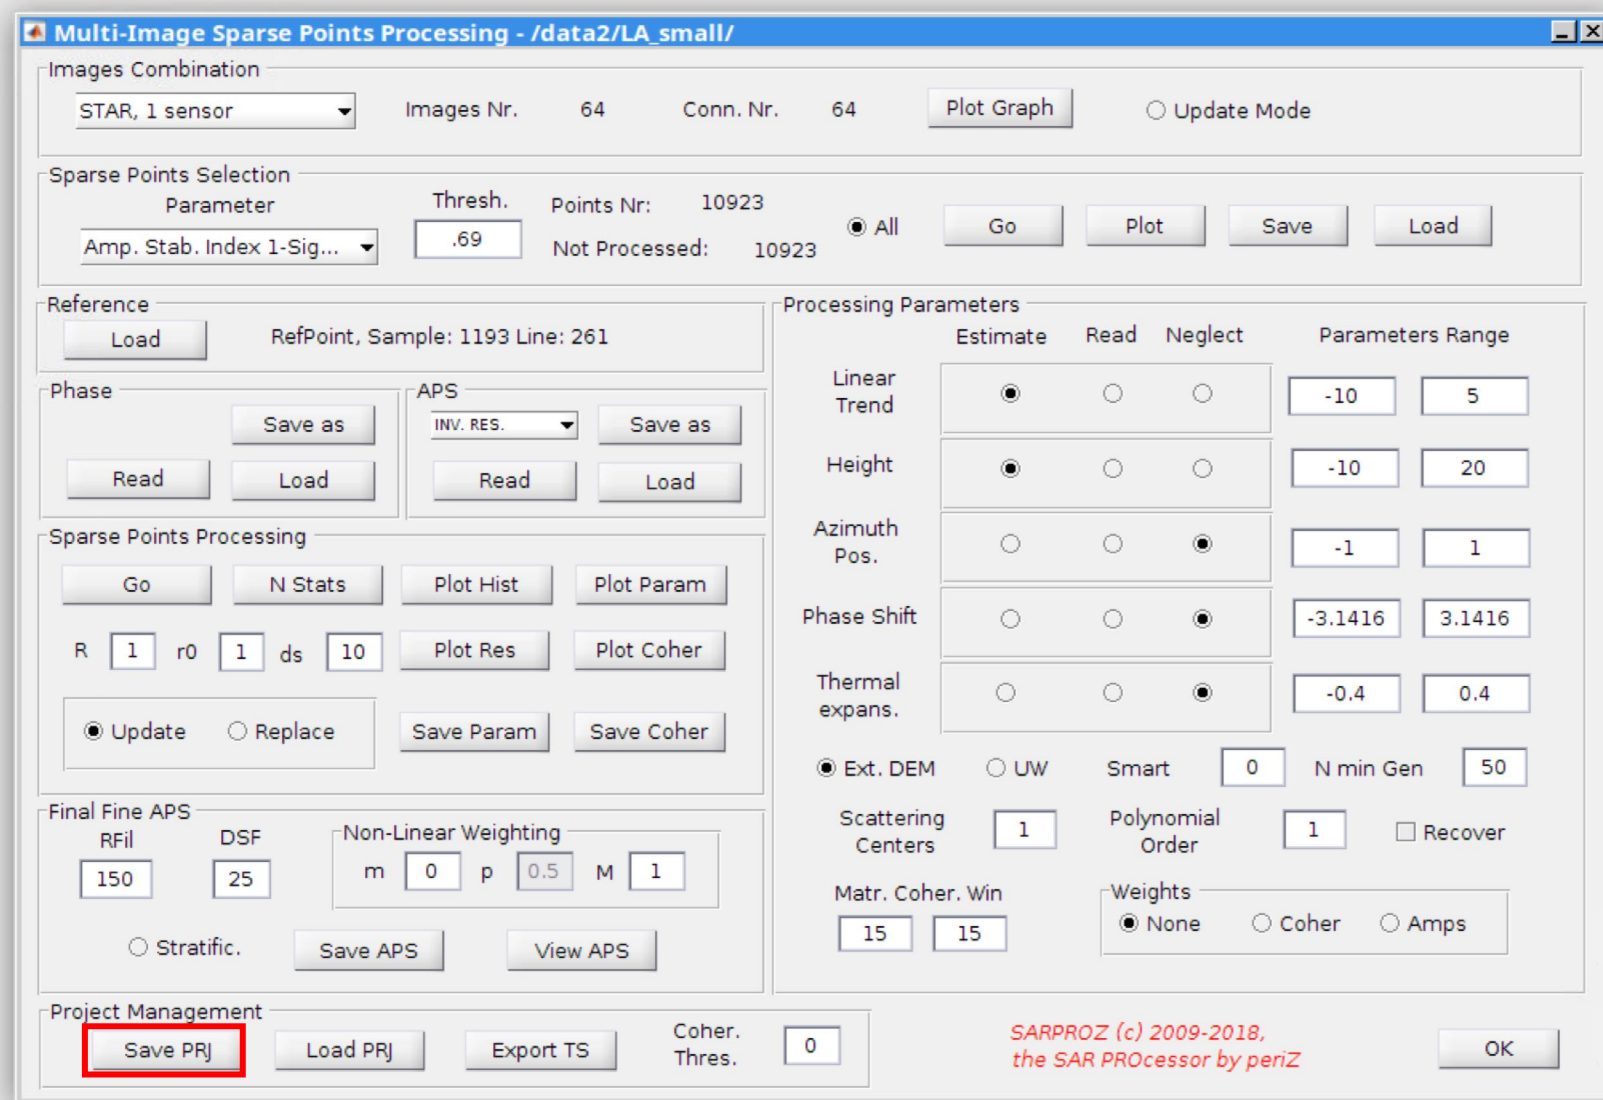 Multi-Image Sparse Points Processing - /data2/LA_small/
Images Combination
STAR, 1 sensor Images Nr. 64 Conn. Nr. 64 Plot Graph Update Mode
Sparse Points Selection
Parameter Thresh. Points Nr: 10923
Amp. Stab. Index 1-Sig... .69 Not Processed: 10923 All Go Plot Save Load
Reference
Load RefPoint, Sample: 1193 Line: 261
Phase
Save as
Read Load
APS
INV. RES. Save as
Read Load
Sparse Points Processing
Go N Stats Plot Hist Plot Param
R 1 r0 1 ds 10 Plot Res Plot Coher
Update Replace Save Param Save Coher
Final Fine APS
RFil DSF Non-Linear Weighting
150 25 m 0 p 0.5 M 1
Stratific. Save APS View APS
Processing Parameters
Estimate Read Neglect Parameters Range
Linear
Trend -10 5
Height -10 20
Azimuth
Pos. -1 1
Phase Shift -3.1416 3.1416
Thermal
expans. -0.4 0.4
Ext. DEM UW Smart 0 N min Gen 50
Scattering
Centers 1
Polynomial
Order 1 Recover
Matr. Coher. Win
15 15
Weights
None Coher Amps
Project Management
Save PRJ Load PRJ Export TS
Coher.
Thres. 0
SARPROZ (c) 2009-2018,
the SAR PROcessor by periZ
OK